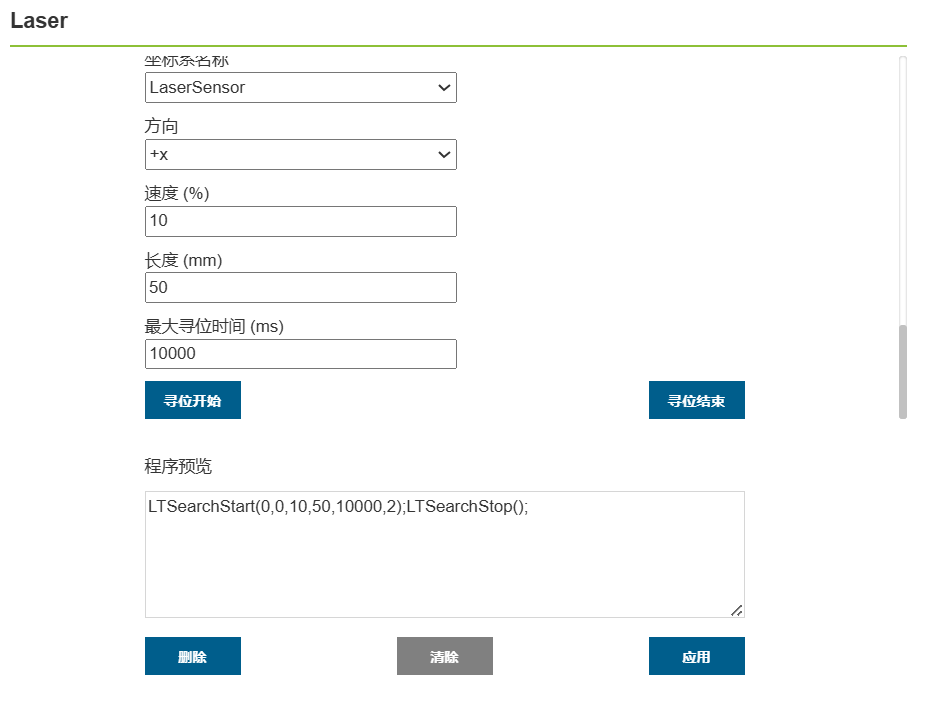 Laser
坐标系名称
LaserSensor
方向
+x
速度 (%)
10
长度 (mm)
50
最大寻位时间 (ms)
10000
寻位开始
寻位结束
程序预览
LTSearchStart(0,0,10,50,10000,2);LTSearchStop();
删除
清除
应用